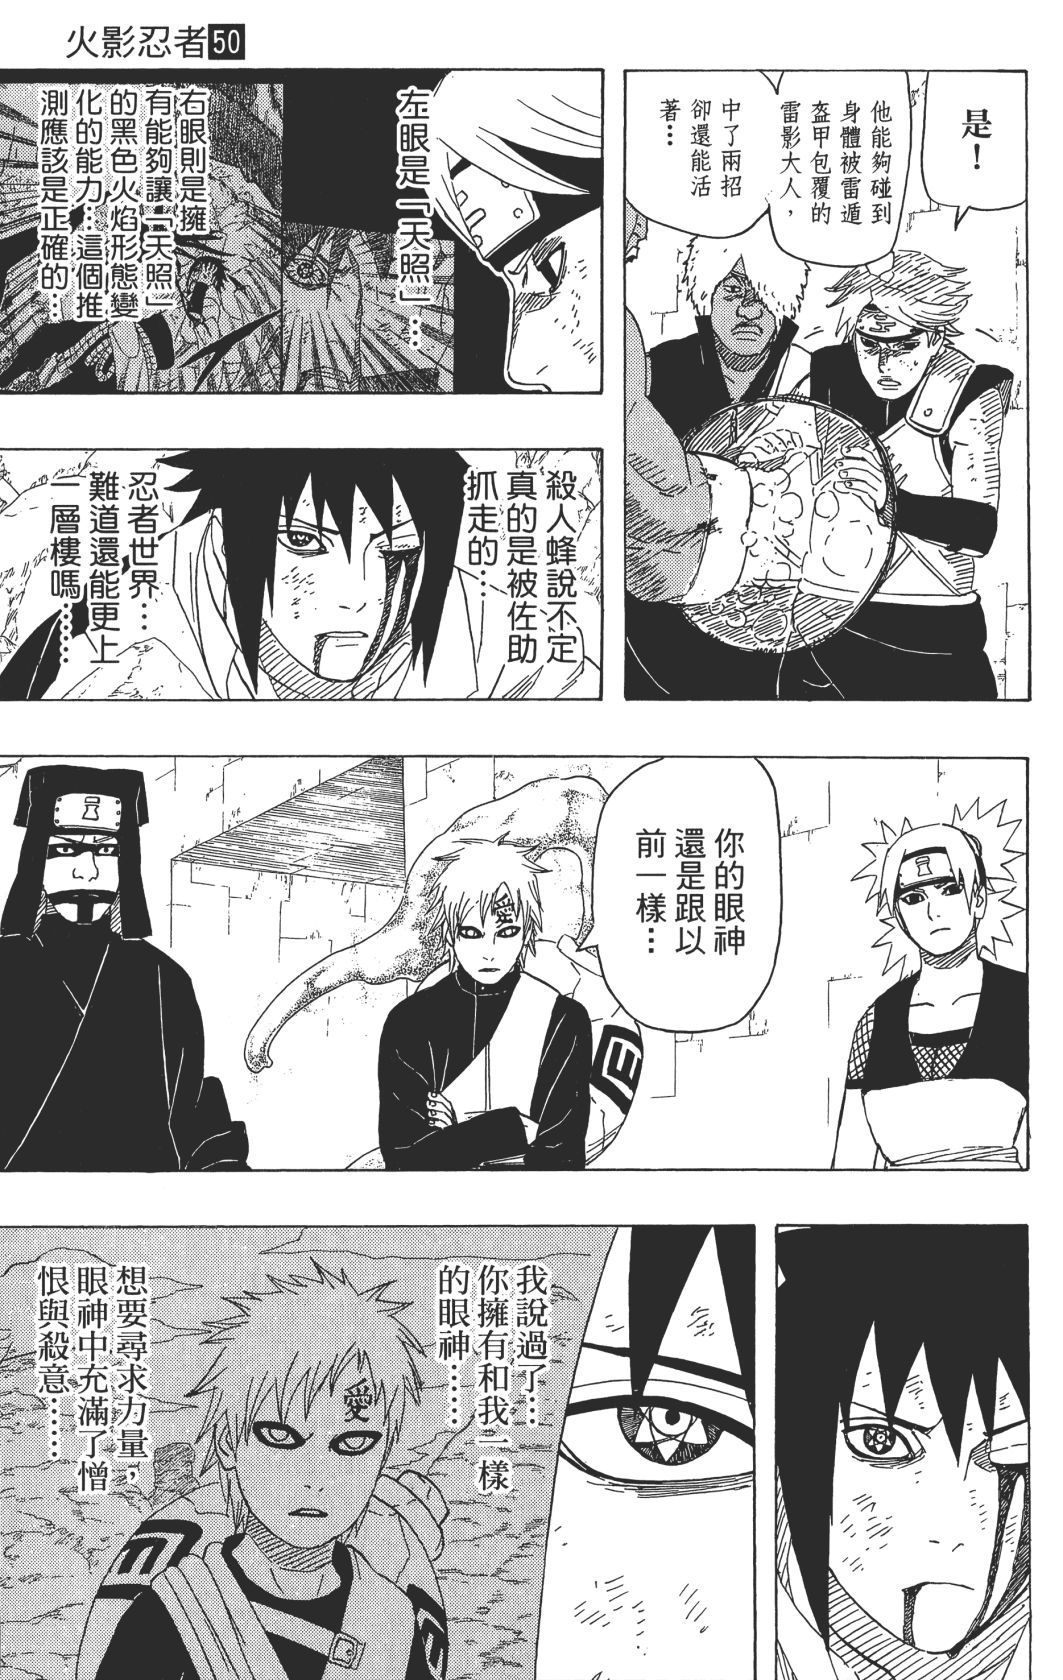 火影忍者50
是！
他能夠碰到
身體被雷遁
盔甲包覆的
雷影大人，
中了兩招
卻還能活
著…
左眼是「天照」…
右眼則是擁
有能夠讓「天照」
的黑色火焰形態變
化的能力…這個推
測應該是正確的…
殺人蜂說不定
真的是被佐助
抓走的…
忍者世界…
難道還能更上
一層樓嗎……
你的眼神
還是跟以
前一樣…
愛
我說過了…
你擁有和我一樣
的眼神……
想要尋求力量，
眼神中充滿了憎
恨與殺意……
愛